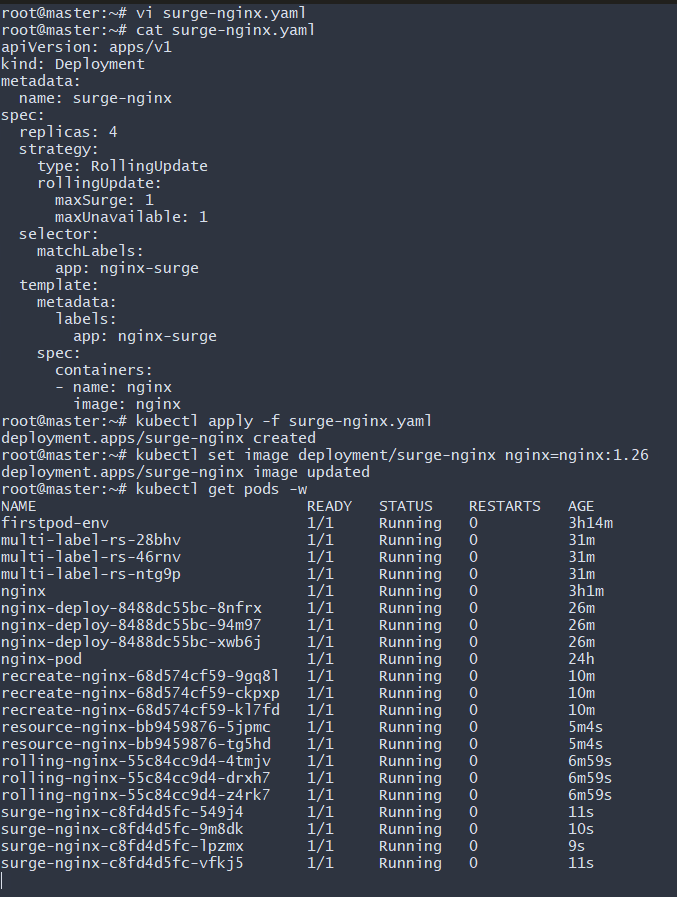 root@master:~# vi surge-nginx.yaml
root@master:~# cat surge-nginx.yaml
apiVersion: apps/v1
kind: Deployment
metadata:
  name: surge-nginx
spec:
  replicas: 4
  strategy:
    type: RollingUpdate
    rollingUpdate:
      maxSurge: 1
      maxUnavailable: 1
  selector:
    matchLabels:
      app: nginx-surge
  template:
    metadata:
      labels:
        app: nginx-surge
    spec:
      containers:
      - name: nginx
        image: nginx
root@master:~# kubectl apply -f surge-nginx.yaml
deployment.apps/surge-nginx created
root@master:~# kubectl set image deployment/surge-nginx nginx=nginx:1.26
deployment.apps/surge-nginx image updated
root@master:~# kubectl get pods -w
NAME                              READY   STATUS    RESTARTS   AGE
firstpod-env                      1/1     Running   0          3h14m
multi-label-rs-28bhv              1/1     Running   0          31m
multi-label-rs-46rnv              1/1     Running   0          31m
multi-label-rs-ntg9p              1/1     Running   0          31m
nginx                             1/1     Running   0          3h1m
nginx-deploy-8488dc55bc-8nfrx     1/1     Running   0          26m
nginx-deploy-8488dc55bc-94m97     1/1     Running   0          26m
nginx-deploy-8488dc55bc-xwb6j     1/1     Running   0          26m
nginx-pod                         1/1     Running   0          24h
recreate-nginx-68d574cf59-9gq8l   1/1     Running   0          10m
recreate-nginx-68d574cf59-ckpxp   1/1     Running   0          10m
recreate-nginx-68d574cf59-kl7fd   1/1     Running   0          10m
resource-nginx-bb9459876-5jpmc    1/1     Running   0          5m4s
resource-nginx-bb9459876-tg5hd    1/1     Running   0          5m4s
rolling-nginx-55c84cc9d4-4tmjv    1/1     Running   0          6m59s
rolling-nginx-55c84cc9d4-drxh7    1/1     Running   0          6m59s
rolling-nginx-55c84cc9d4-z4rk7    1/1     Running   0          6m59s
surge-nginx-c8fd4d5fc-549j4       1/1     Running   0          11s
surge-nginx-c8fd4d5fc-9m8dk       1/1     Running   0          10s
surge-nginx-c8fd4d5fc-lpzmx       1/1     Running   0          9s
surge-nginx-c8fd4d5fc-vfkj5       1/1     Running   0          11s